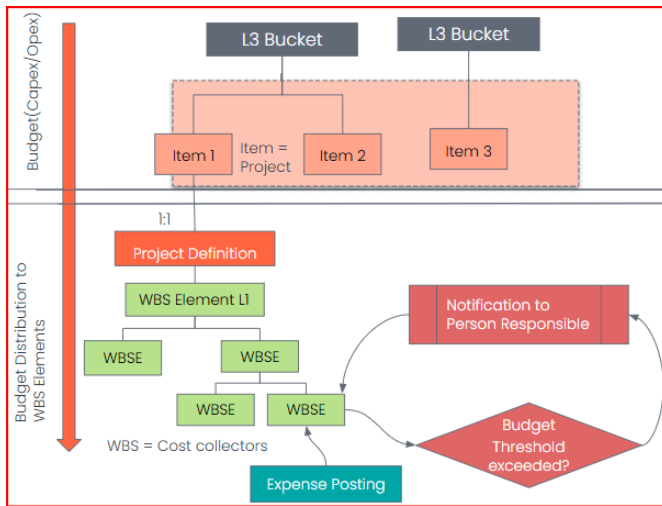 Budget(Capex/Opex)
L3 Bucket
L3 Bucket
Item 1
Item =
Project
Item 2
Item 3
1:1
Budget Distribution to
WBS Elements
Project Definition
WBS Element L1
WBSE
WBSE
WBSE
WBSE
WBS = Cost collectors
Notification to
Person Responsible
Budget
Threshold
exceeded?
Expense Posting